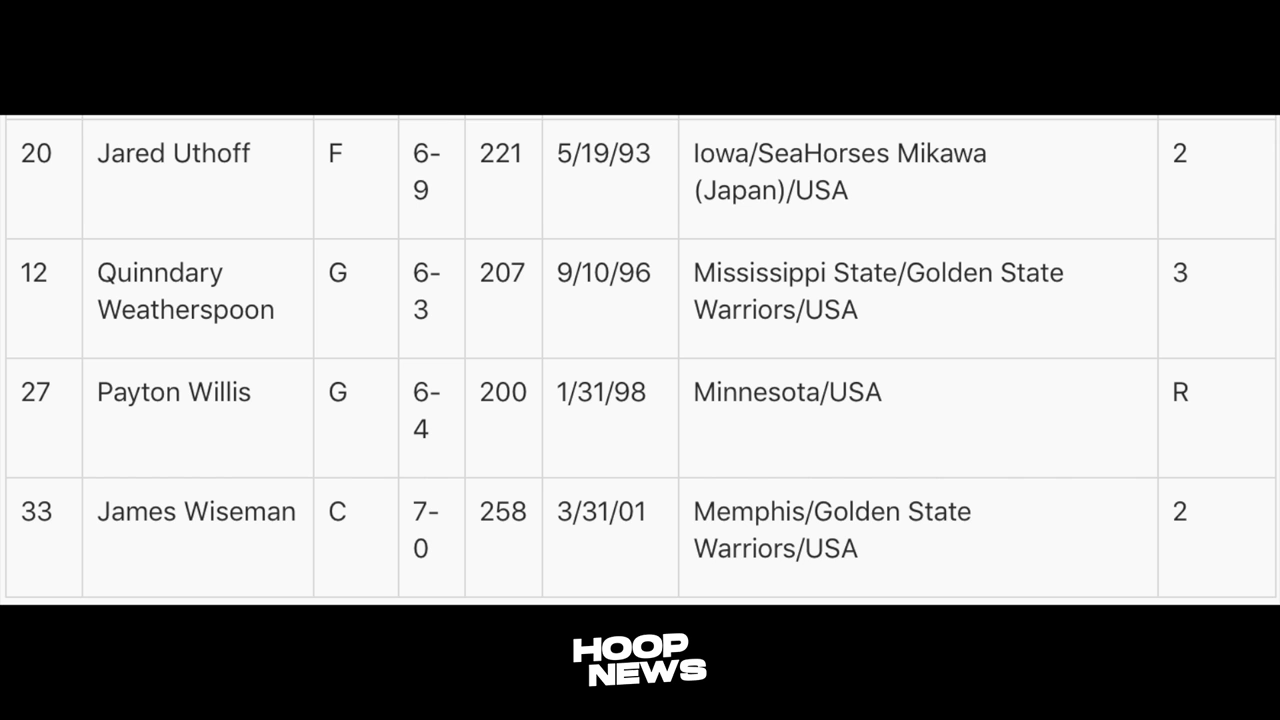 20 Jared Uthoff F 6- 221 5/19/93 Iowa/SeaHorses Mikawa 2
9 (Japan)/USA
12 Quinndary G 6- 207 9/10/96 Mississippi State/Golden State 3
Weatherspoon 3 Warriors/USA
27 Payton Willis G 6- 200 1/31/98 Minnesota/USA R
4
33 James Wiseman C 7- 258 3/31/01 Memphis/Golden State 2
0 Warriors/USA
HOOP
NEWS